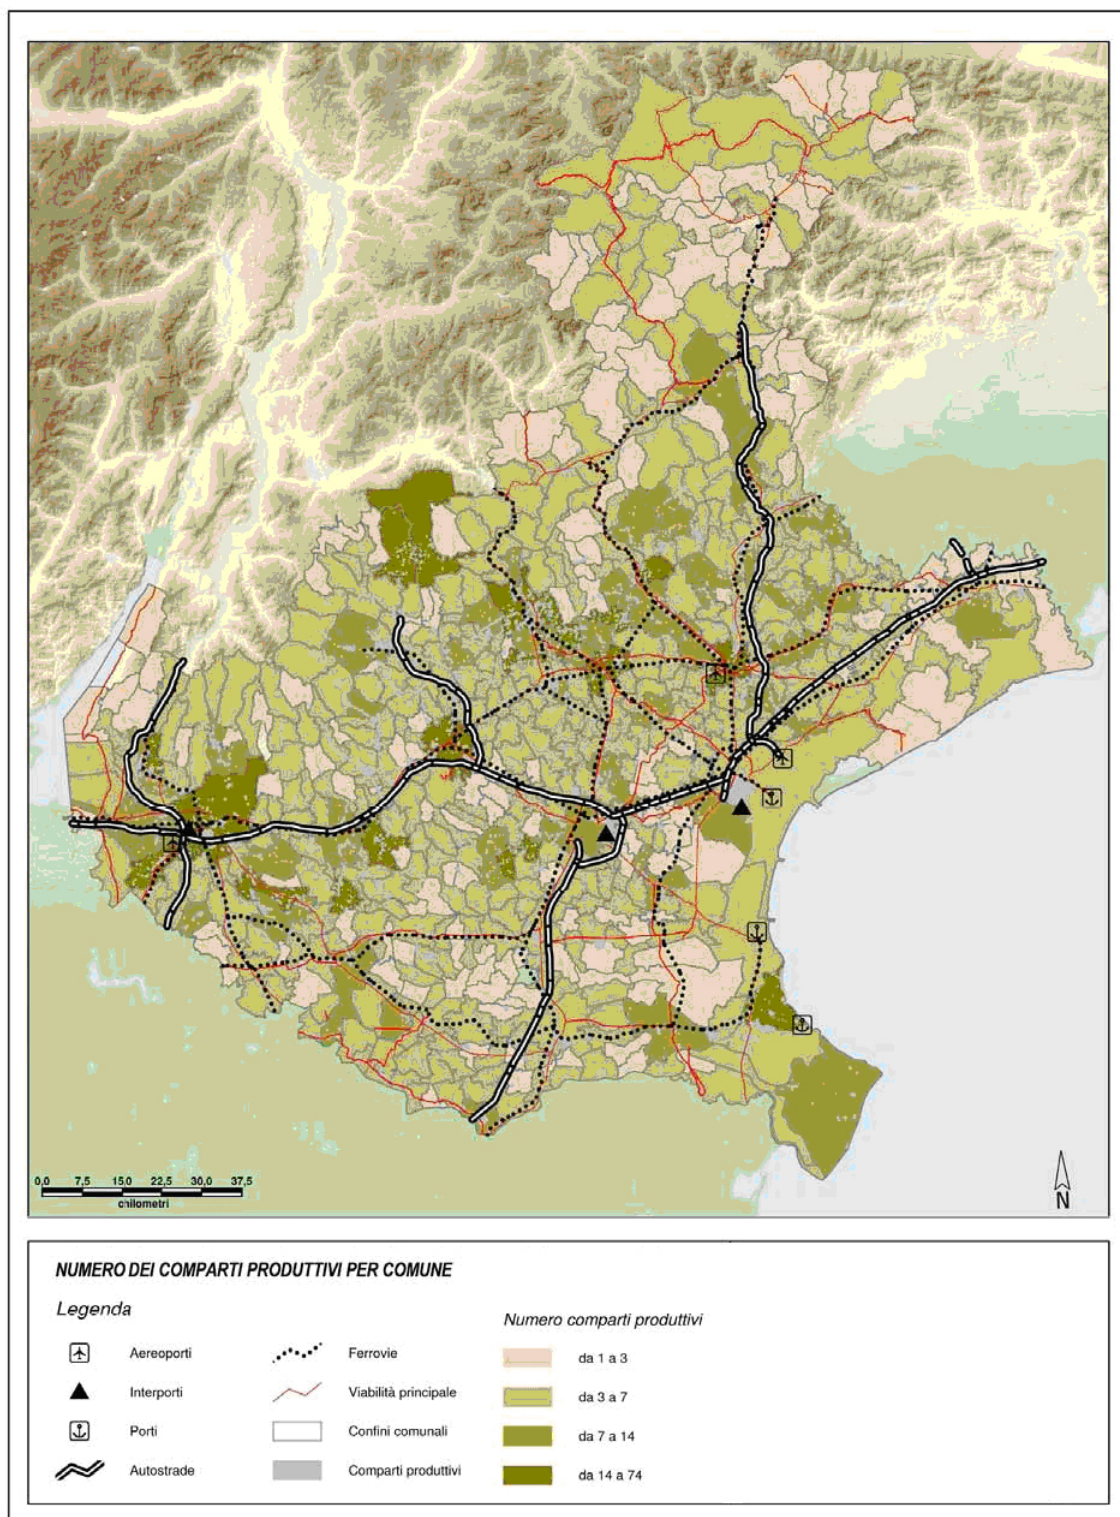 0,0 7,5 15,0 22,5 30,0 37,5
chilometri
N
NUMERO DEI COMPARTI PRODUTTIVI PER COMUNE
Legenda
Numero comparti produttivi
Aereoporti
Ferrovie
da 1 a 3
Interporti
Viabilità principale
da 3 a 7
Porti
Confini comunali
da 7 a 14
Autostrade
Comparti produttivi
da 14 a 74